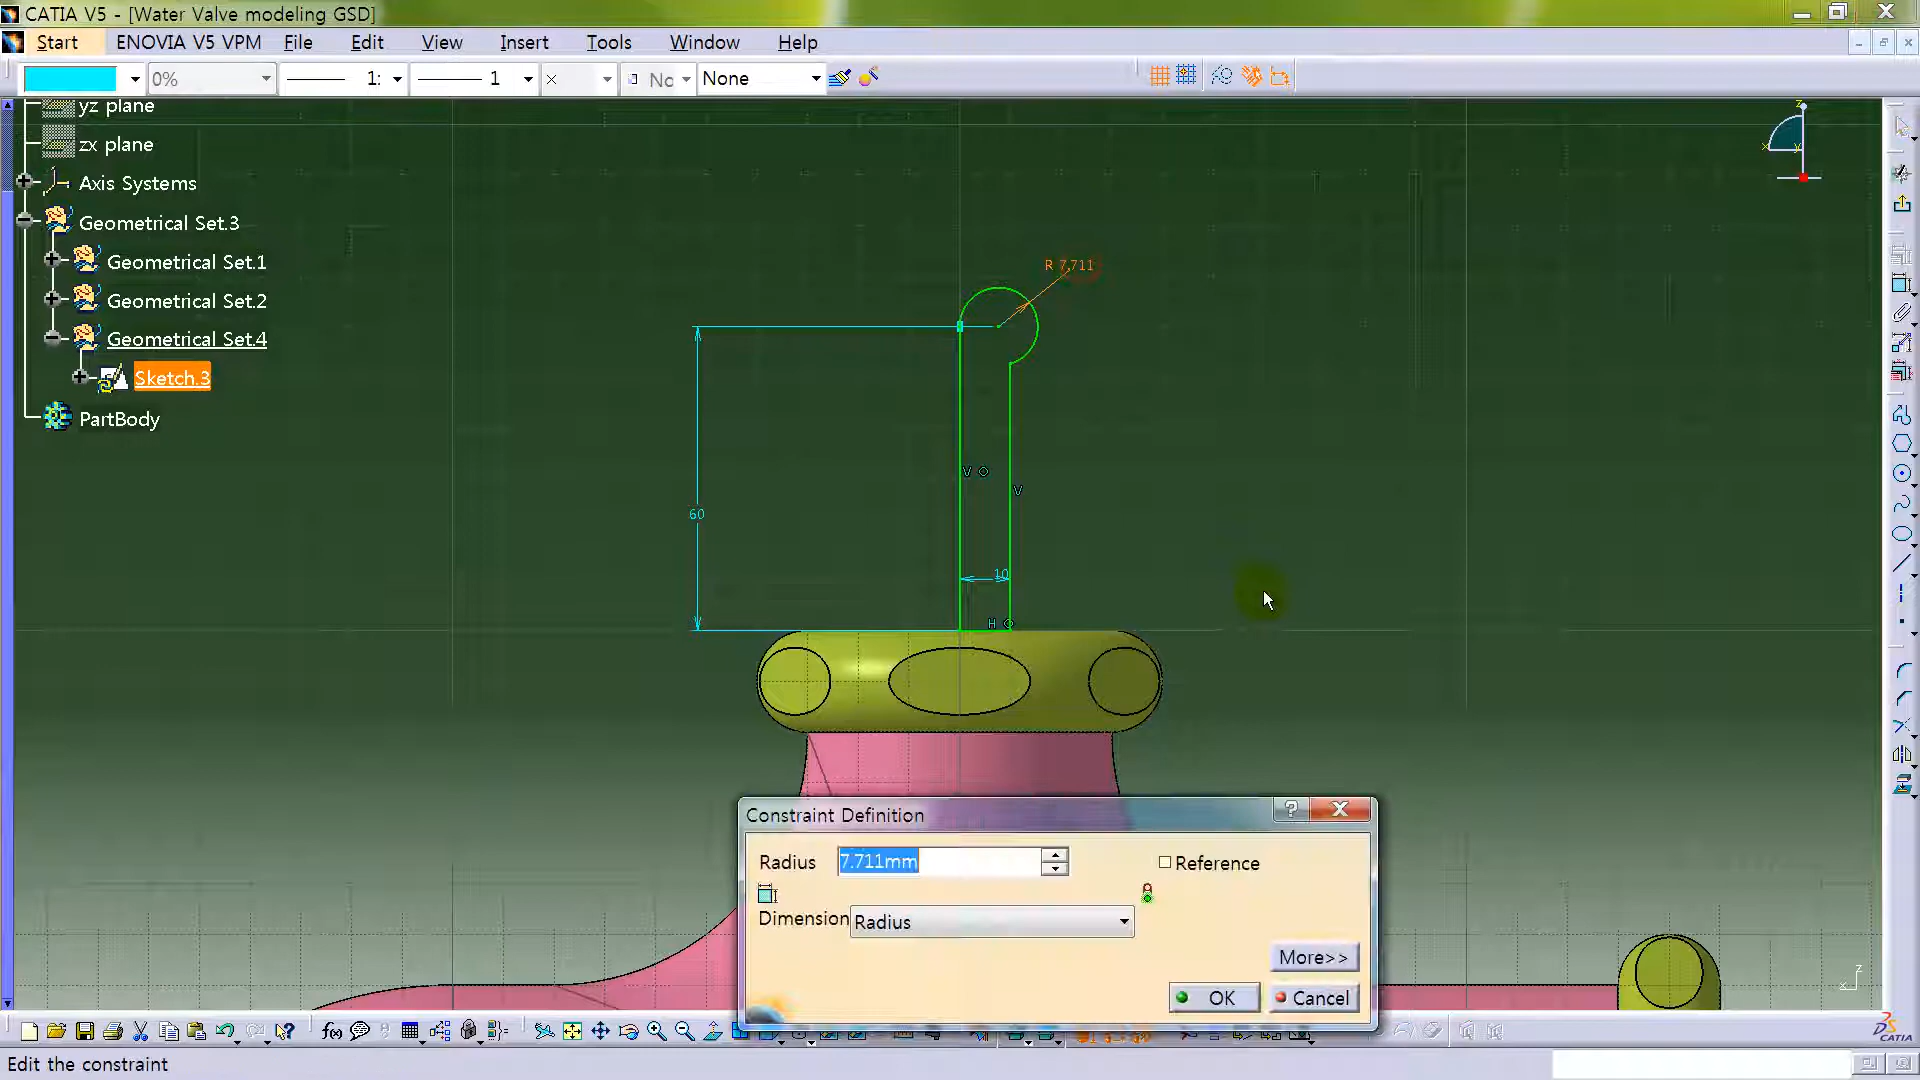 CATIA V5 - [Water Valve modeling GSD]
Start ENOVIA V5 VPM File Edit View Insert Tools Window Help
0% 1: 1 No None
yz plane
zx plane
Axis Systems
Geometrical Set.3
Geometrical Set.1
Geometrical Set.2
Geometrical Set.4
Sketch.3
PartBody
z
x
y
R 7.711
V
V
60
10
H
Constraint Definition
Radius 7.711mm Reference
Dimension Radius
More>>
OK Cancel
z
x
f(x)
CATIA
Edit the constraint